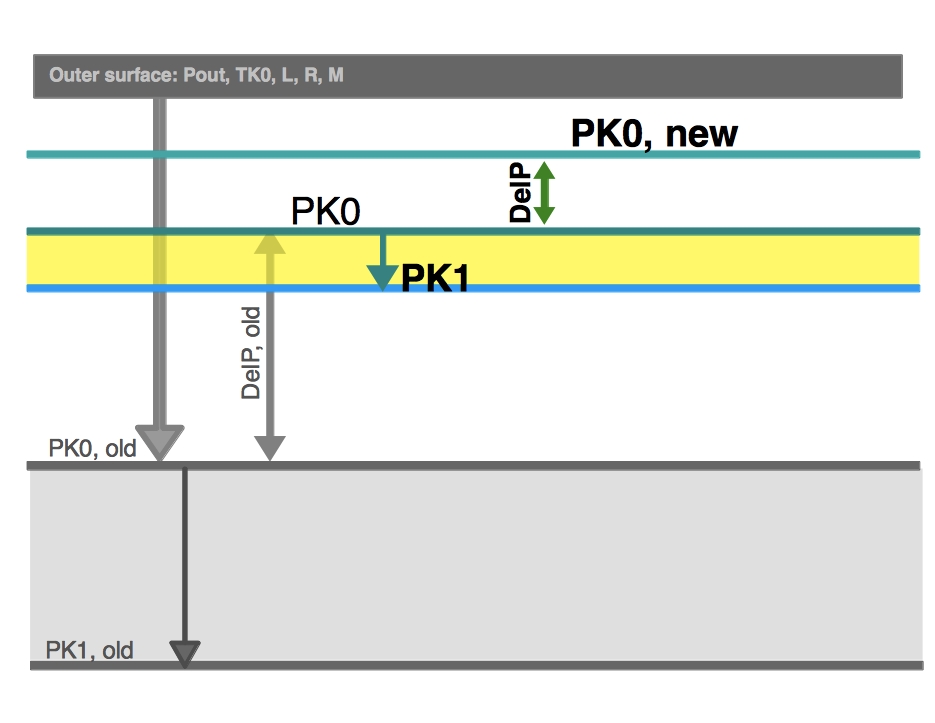 Outer surface: Pout, TK0, L, R, M
PK0, new
DelP
PK0
PK1
DelP, old
PK0, old
PK1, old